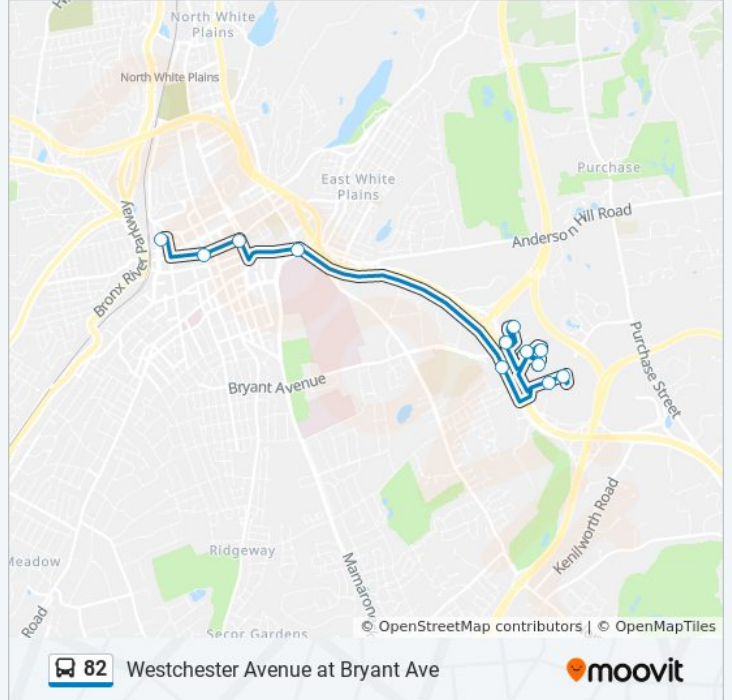 North White
Plains
North White Plains
East White
Plains
Purchase
Anderson Hill Road
Bronx River Parkway
Purchase Street
Bryant Avenue
Kenilworth Road
Ridgeway
Meadow
Road
Secor Gardens
© OpenStreetMap contributors | © OpenMapTiles
82 Westchester Avenue at Bryant Ave
moovit